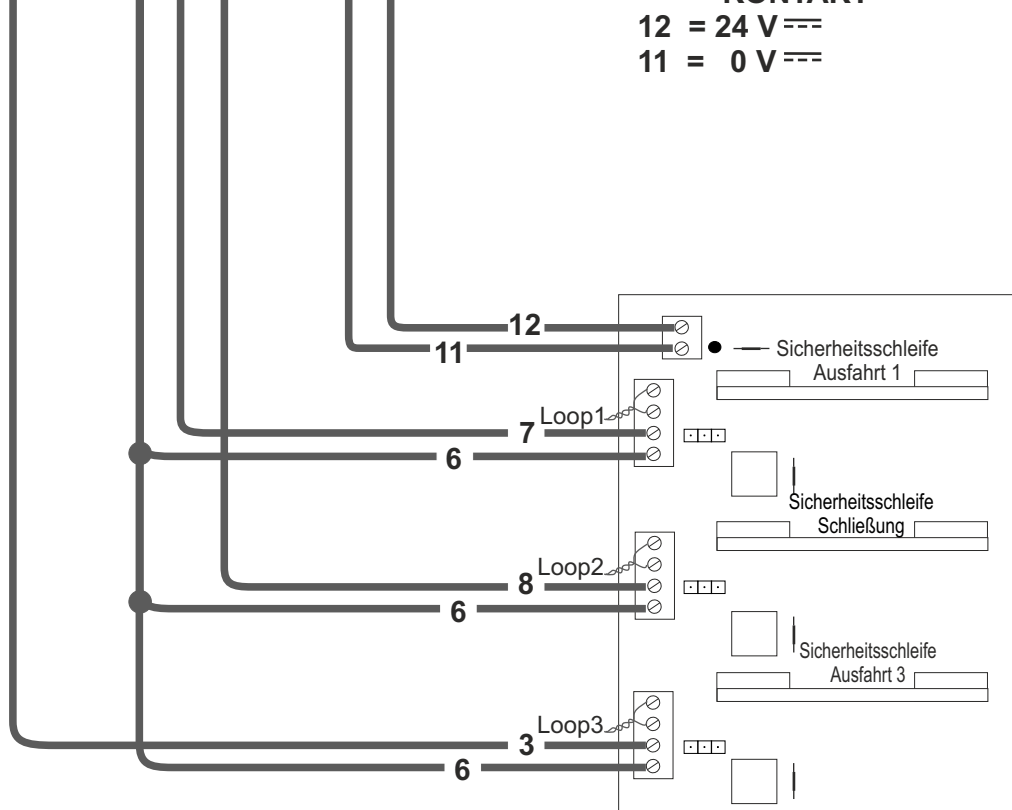 12 = 24 V
11 = 0 V
12
11
Sicherheitsschleife
Ausfahrt 1
Loop1
7
6
Sicherheitsschleife
Schließung
Loop2
8
6
Sicherheitsschleife
Ausfahrt 3
Loop3
3
6